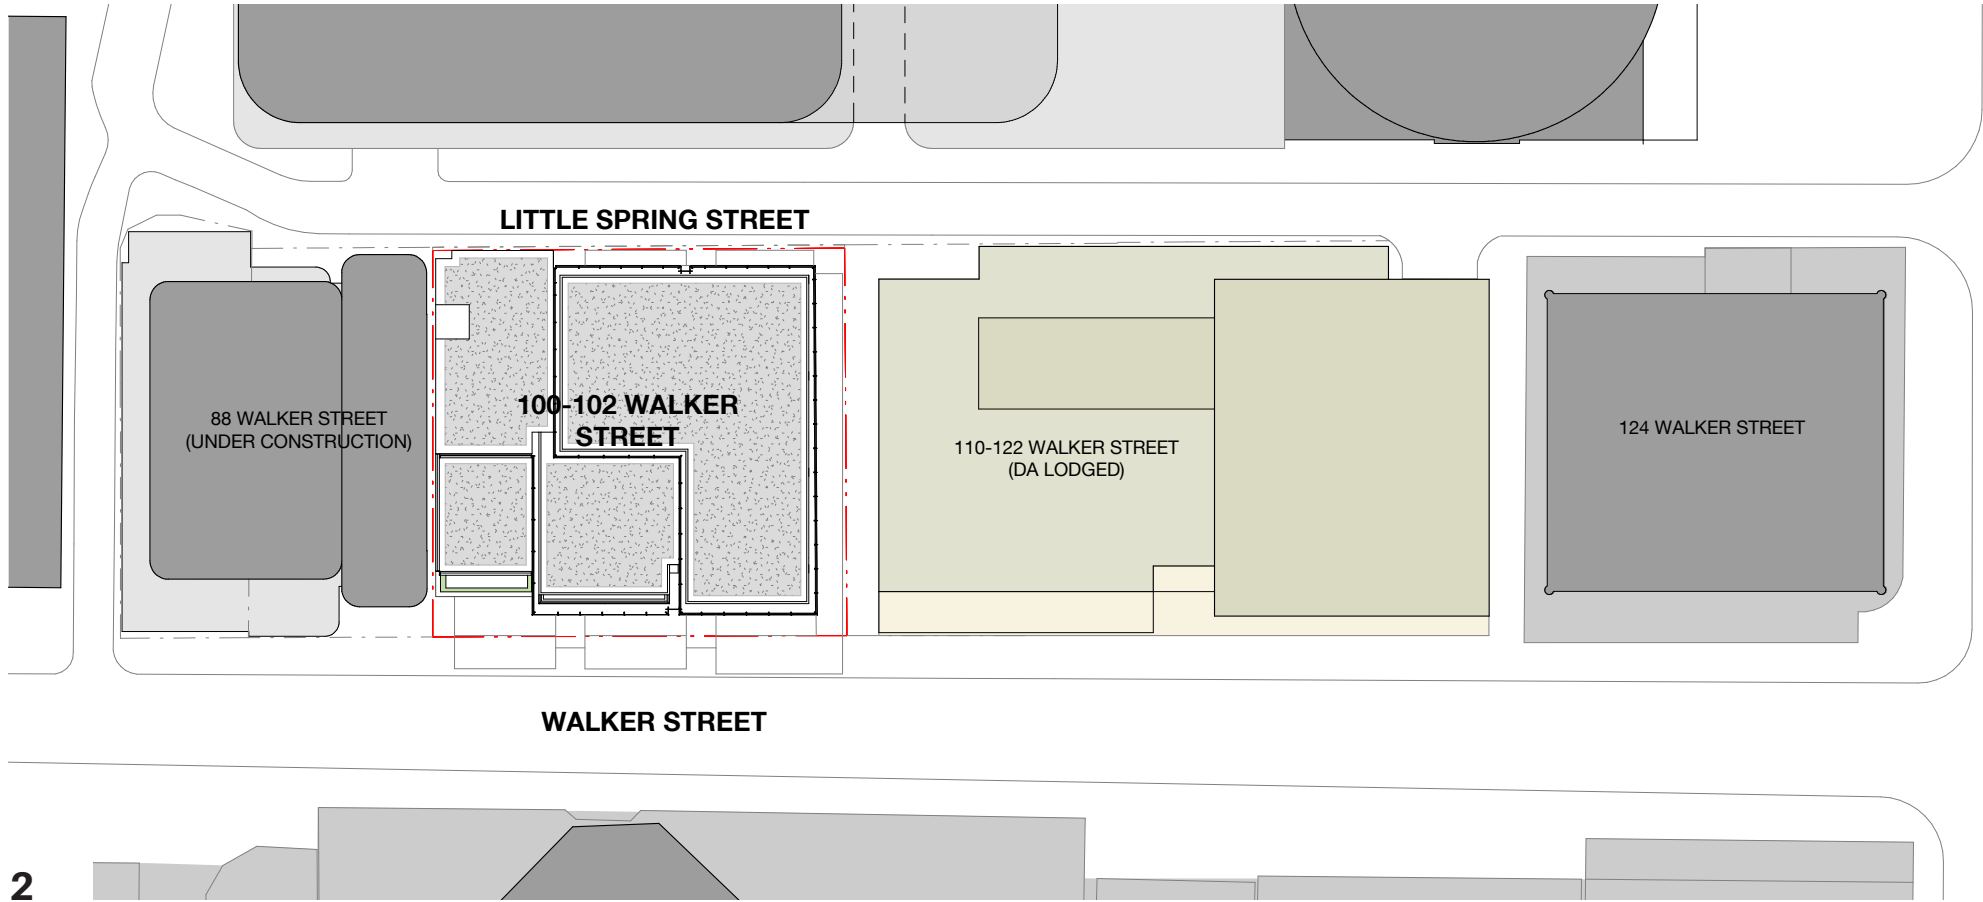 LITTLE SPRING STREET
88 WALKER STREET
(UNDER CONSTRUCTION)
100-102 WALKER
STREET
110-122 WALKER STREET
(DA LODGED)
124 WALKER STREET
WALKER STREET
2